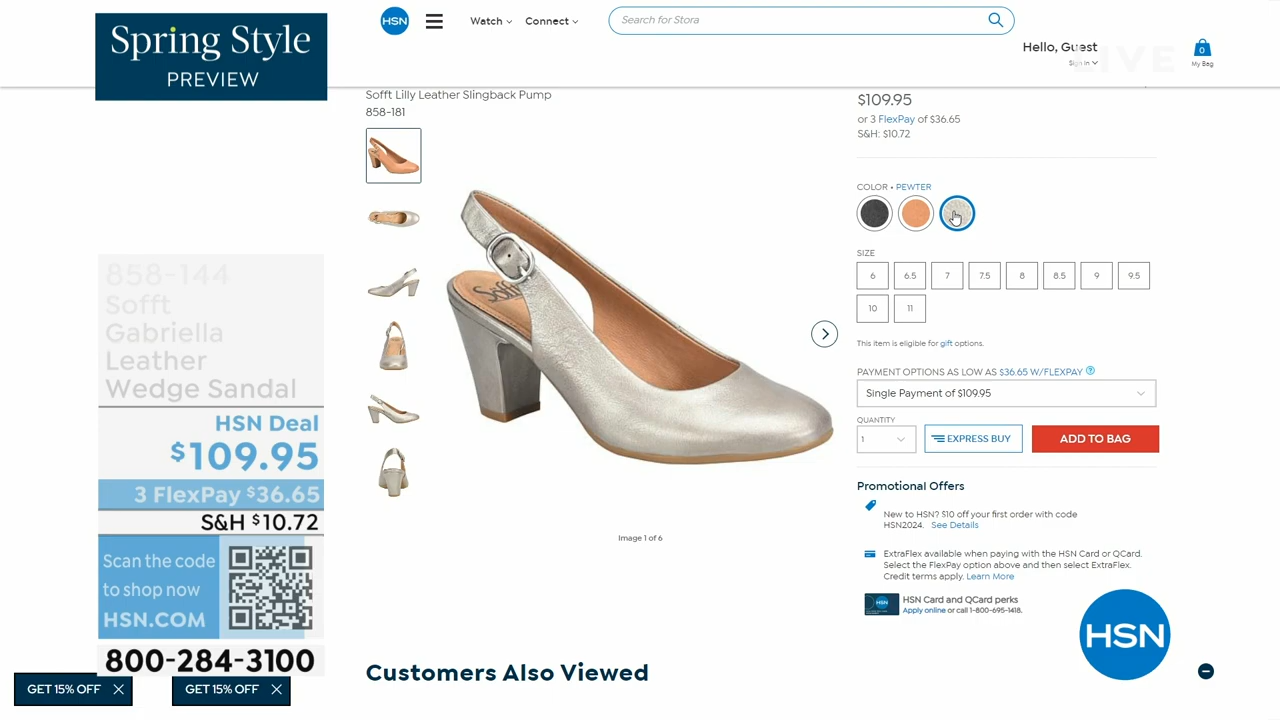 Spring Style
PREVIEW
HSN
Watch
Connect
Search for Stora
Hello, Guest
Sign In
LIVE
0
My Bag
Sofft Lilly Leather Slingback Pump
858-181
$109.95
or 3 FlexPay of $36.65
S&H: $10.72
COLOR • PEWTER
SIZE
6
6.5
7
7.5
8
8.5
9
9.5
10
11
This item is eligible for gift options.
PAYMENT OPTIONS AS LOW AS $36.65 W/FLEXPAY ?
Single Payment of $109.95
QUANTITY
1
EXPRESS BUY
ADD TO BAG
Promotional Offers
New to HSN? $10 off your first order with code
HSN2024. See Details
ExtraFlex available when paying with the HSN Card or QCard.
Select the FlexPay option above and then select ExtraFlex.
Credit terms apply. Learn More
HSN
HSN Card and QCard perks
Apply online or call 1-800-695-1418.
Söfft
Image 1 of 6
858-144
Sofft
Gabriella
Leather
Wedge Sandal
HSN Deal
$109.95
3 FlexPay $36.65
S&H $10.72
Scan the code
to shop now
HSN.COM
800-284-3100
GET 15% OFF
GET 15% OFF
Customers Also Viewed
HSN